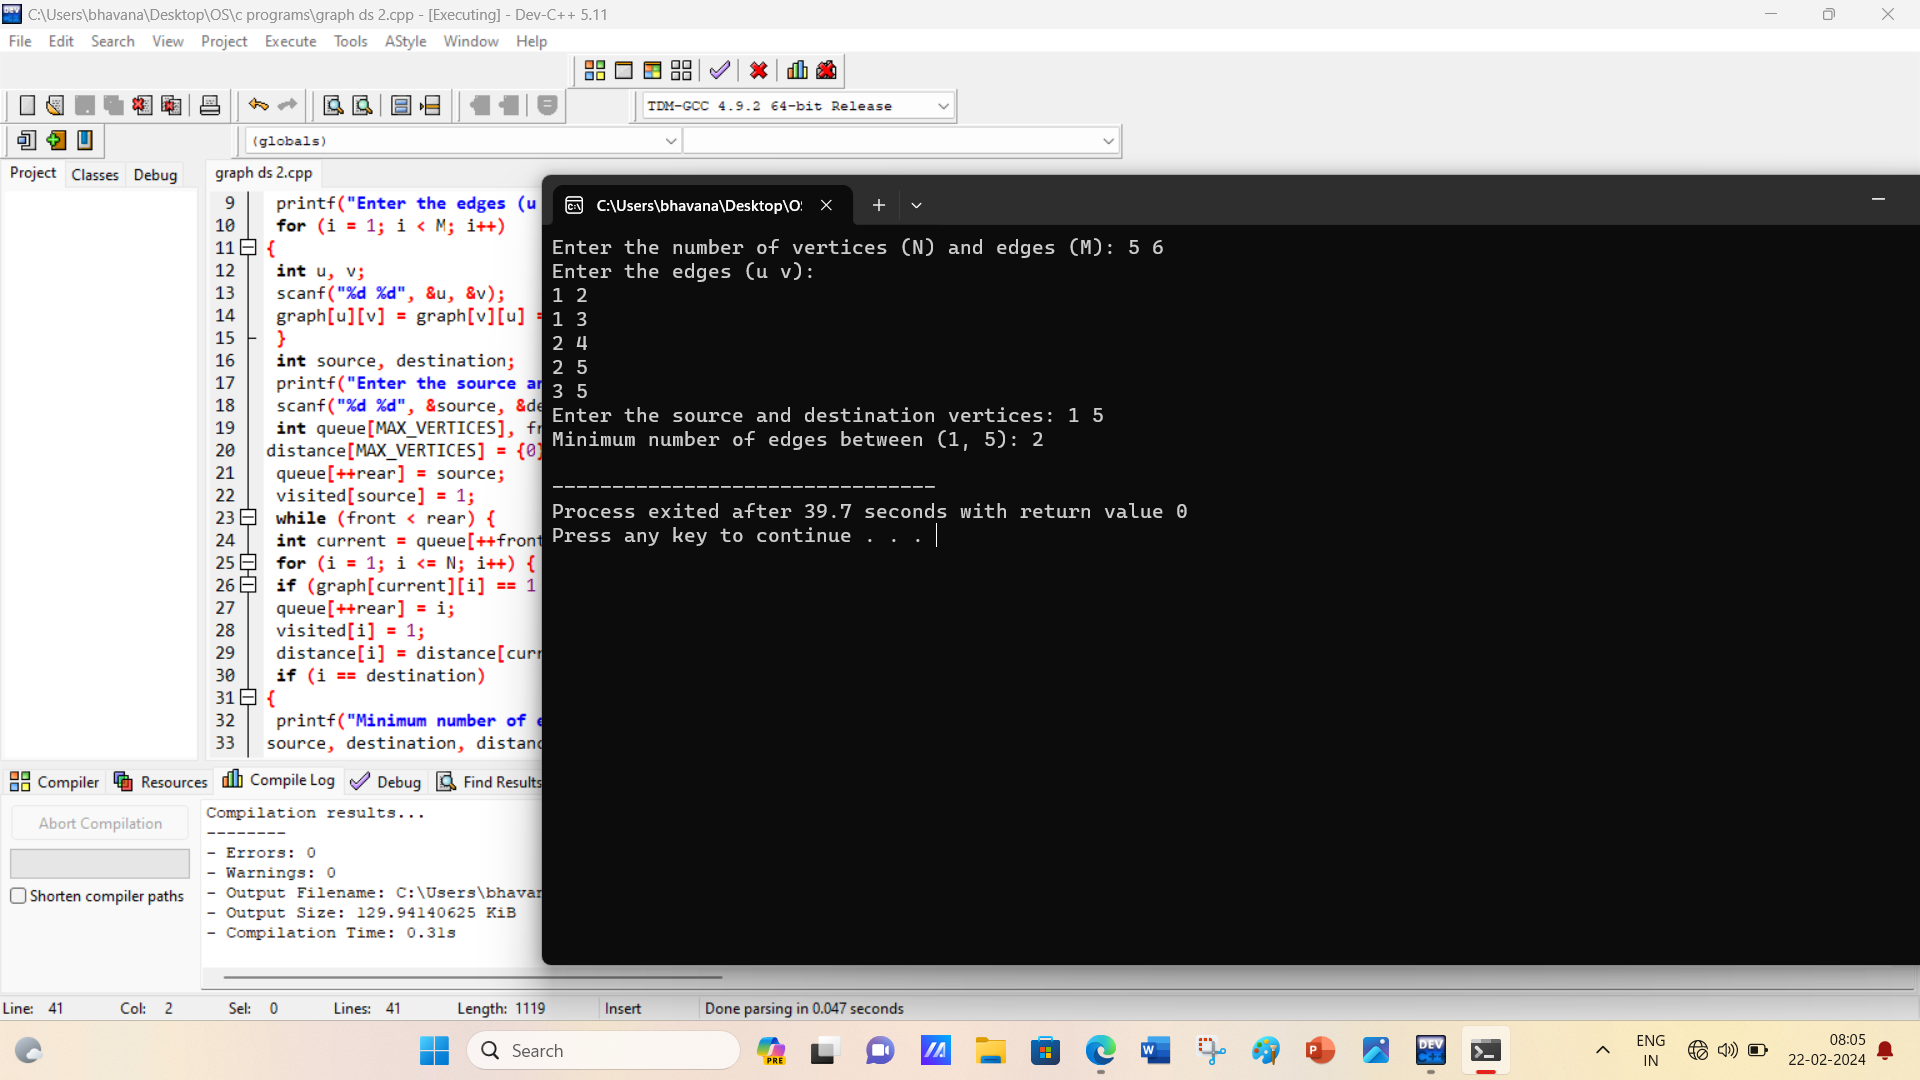 C:\Users\bhavana\Desktop\OS\c programs\graph ds 2.cpp - [Executing] - Dev-C++ 5.11
File Edit Search View Project Execute Tools AStyle Window Help
TDM-GCC 4.9.2 64-bit Release
(globals)
Project Classes Debug
graph ds 2.cpp
9 printf("Enter the edges (u
10 for (i = 1; i < M; i++)
11 {
12 int u, v;
13 scanf("%d %d", &u, &v);
14 graph[u][v] = graph[v][u] =
15 }
16 int source, destination;
17 printf("Enter the source an
18 scanf("%d %d", &source, &de
19 int queue[MAX_VERTICES], fr
20 distance[MAX_VERTICES] = {0}
21 queue[++rear] = source;
22 visited[source] = 1;
23 while (front < rear) {
24 int current = queue[++front
25 for (i = 1; i <= N; i++) {
26 if (graph[current][i] == 1
27 queue[++rear] = i;
28 visited[i] = 1;
29 distance[i] = distance[curr
30 if (i == destination)
31 {
32 printf("Minimum number of e
33 source, destination, distanc
C:\Users\bhavana\Desktop\O
Enter the number of vertices (N) and edges (M): 5 6
Enter the edges (u v):
1 2
1 3
2 4
2 5
3 5
Enter the source and destination vertices: 1 5
Minimum number of edges between (1, 5): 2
--------------------------------
Process exited after 39.7 seconds with return value 0
Press any key to continue . . .
Compiler Resources Compile Log Debug Find Results
Abort Compilation
Shorten compiler paths
Compilation results...
--------
- Errors: 0
- Warnings: 0
- Output Filename: C:\Users\bhavan
- Output Size: 129.94140625 KiB
- Compilation Time: 0.31s
Line: 41 Col: 2 Sel: 0 Lines: 41 Length: 1119 Insert Done parsing in 0.047 seconds
Search
PRE
DEV
C++
ENG
IN
08:05
22-02-2024